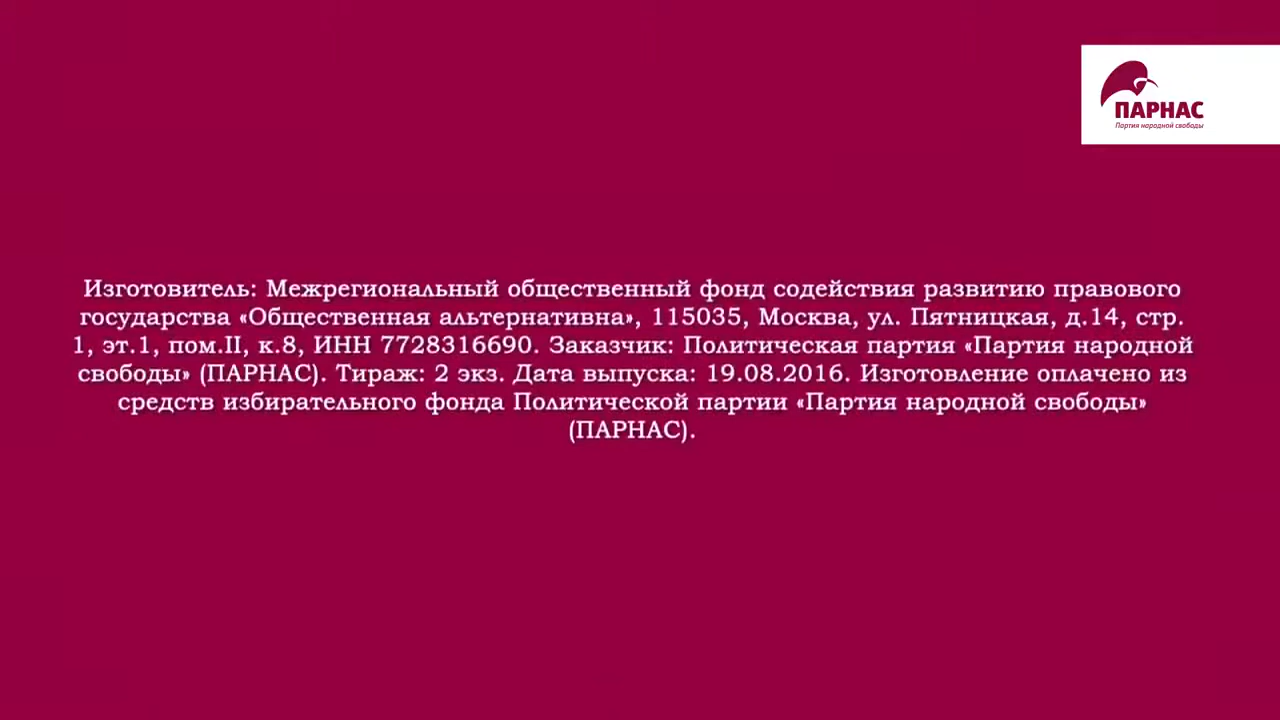 ПАРНАС
Партия народной свободы
Изготовитель: Межрегиональный общественный фонд содействия развитию правового
государства «Общественная альтернативна», 115035, Москва, ул. Пятницкая, д.14, стр.
1, эт.1, пом.II, к.8, ИНН 7728316690. Заказчик: Политическая партия «Партия народной
свободы» (ПАРНАС). Тираж: 2 экз. Дата выпуска: 19.08.2016. Изготовление оплачено из
средств избирательного фонда Политической партии «Партия народной свободы»
(ПАРНАС).